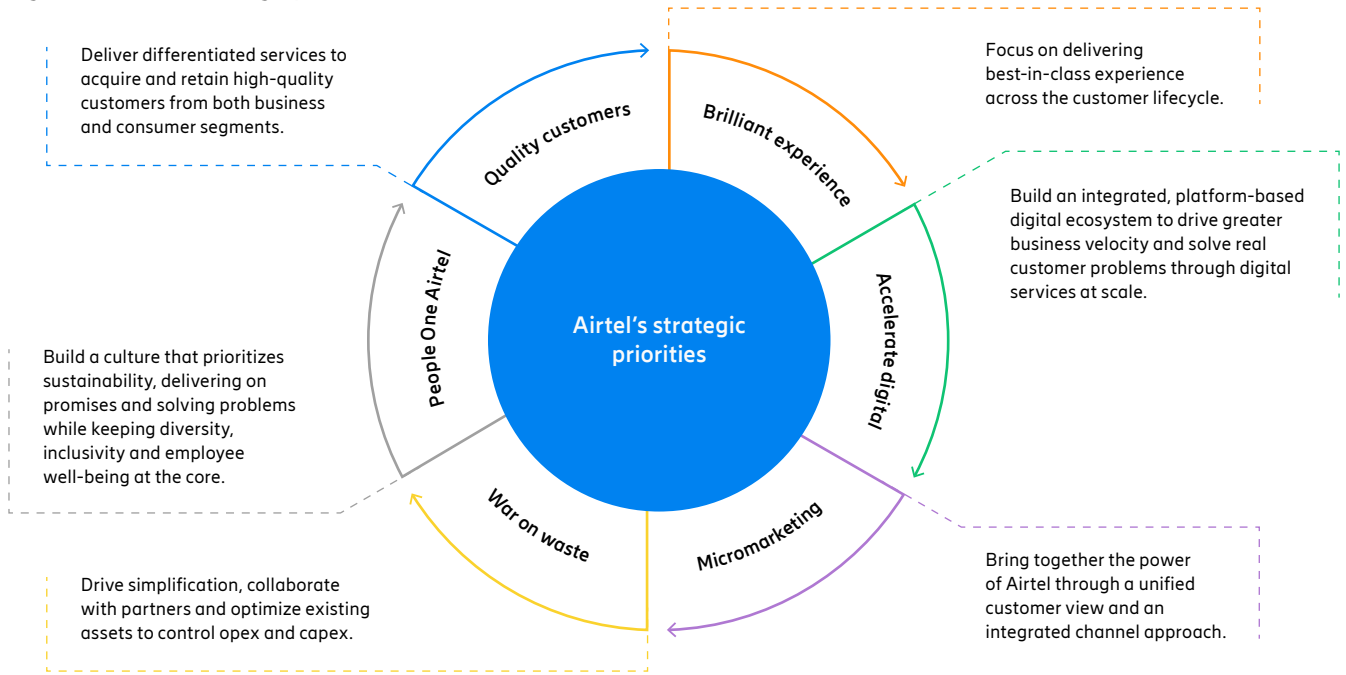 Deliver differentiated services to
acquire and retain high-quality
customers from both business
and consumer segments.
Quality customers
Brilliant experience
Focus on delivering
best-in-class experience
across the customer lifecycle.
Build an integrated, platform-based
digital ecosystem to drive greater
business velocity and solve real
customer problems through digital
services at scale.
Accelerate digital
Airtel's strategic
priorities
People One Airtel
Build a culture that prioritizes
sustainability, delivering on
promises and solving problems
while keeping diversity,
inclusivity and employee
well-being at the core.
War on waste
Micromarketing
Drive simplification, collaborate
with partners and optimize existing
assets to control opex and capex.
Bring together the power
of Airtel through a unified
customer view and an
integrated channel approach.